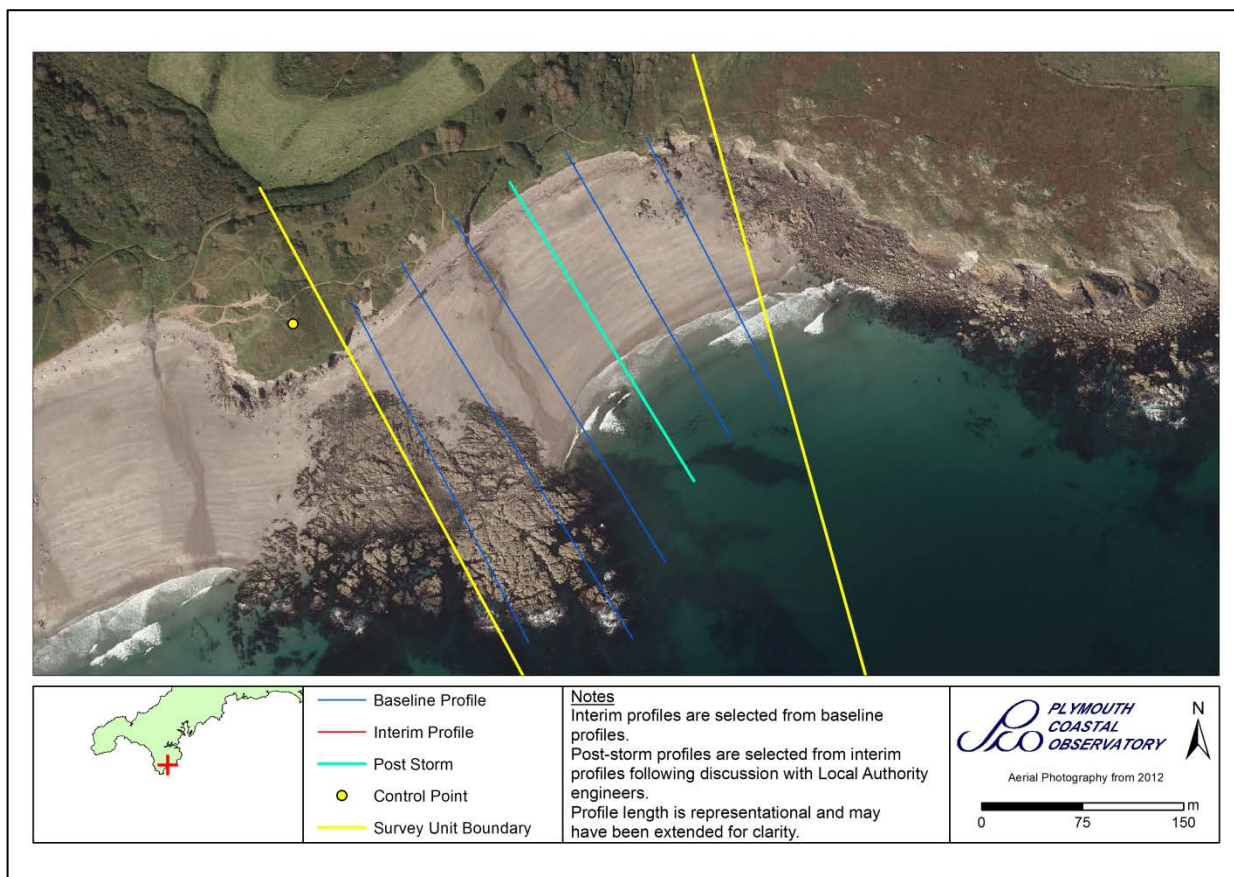 Baseline Profile
Interim Profile
Post Storm
Control Point
Survey Unit Boundary
Notes
Interim profiles are selected from baseline
profiles.
Post-storm profiles are selected from interim
profiles following discussion with Local Authority
engineers.
Profile length is representational and may
have been extended for clarity.
PLYMOUTH
COASTAL
OBSERVATORY
N
Aerial Photography from 2012
m
0 75 150